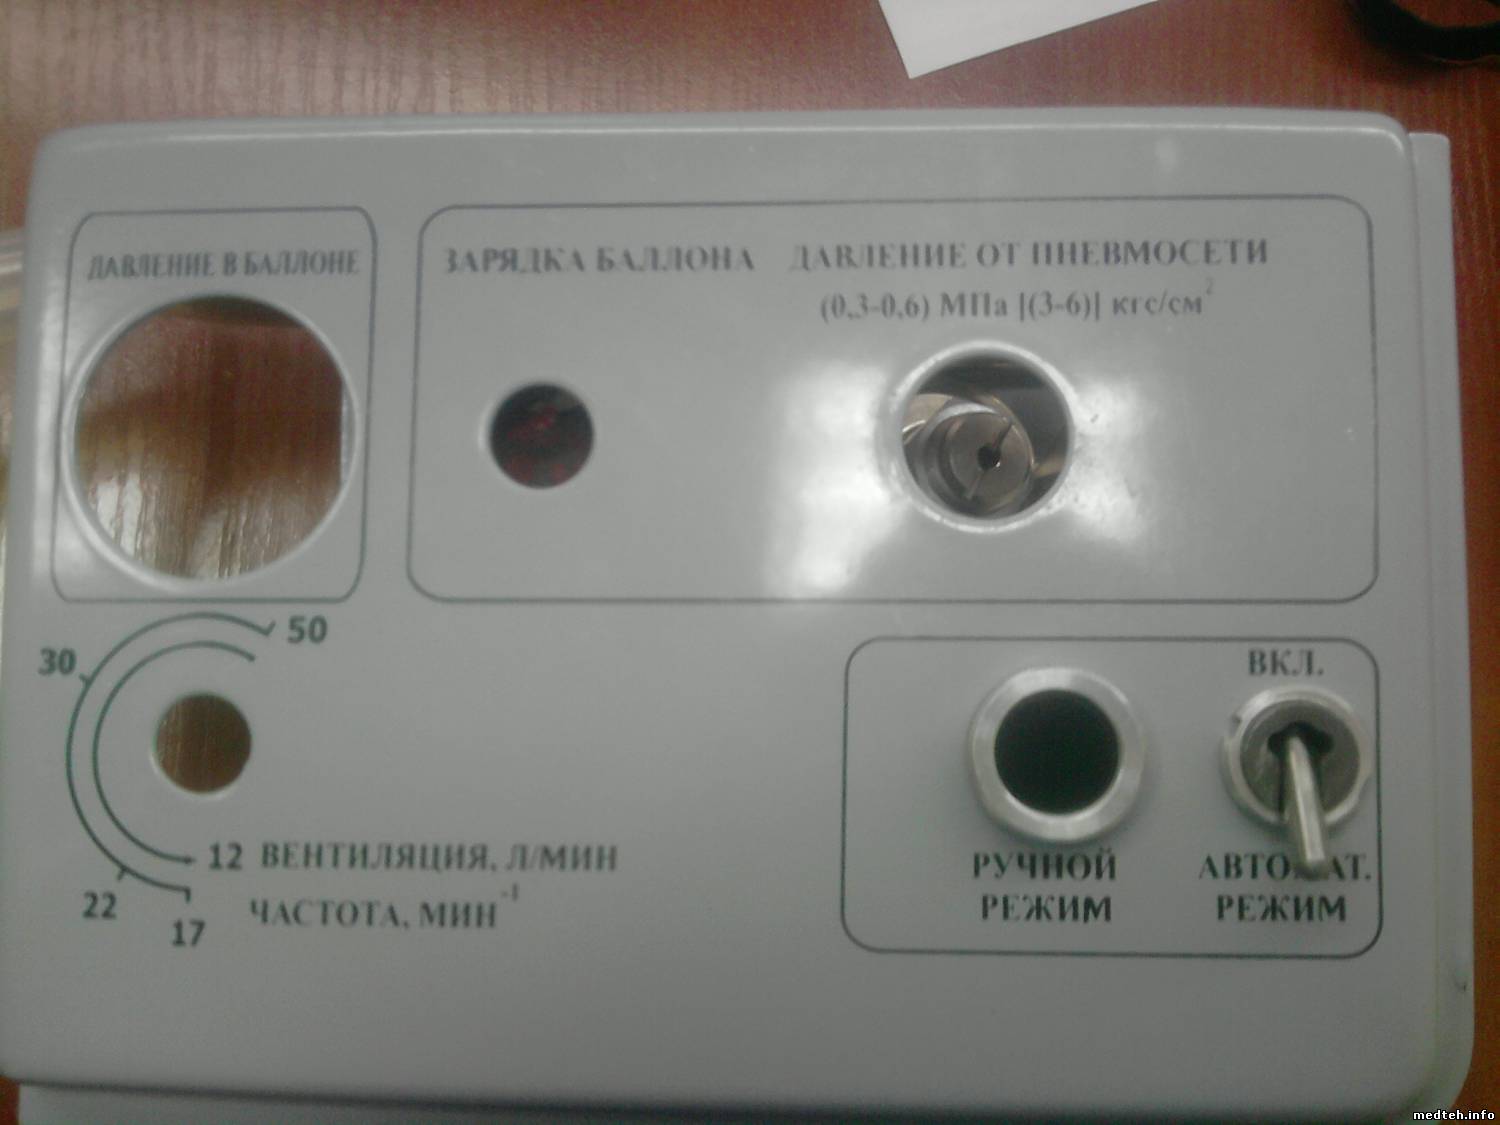 ДАВЛЕНИЕ В БАЛЛОНЕ
ЗАРЯДКА БАЛЛОНА
ДАВЛЕНИЕ ОТ ПНЕВМОСЕТИ
(0,3-0,6) МПа |(3-6)| кгс/см²
50
30
12 ВЕНТИЛЯЦИЯ, Л/МИН
22
17
ЧАСТОТА, МИН⁻¹
ВКЛ.
РУЧНОЙ
РЕЖИМ
РЕЖИМ
medteh.info